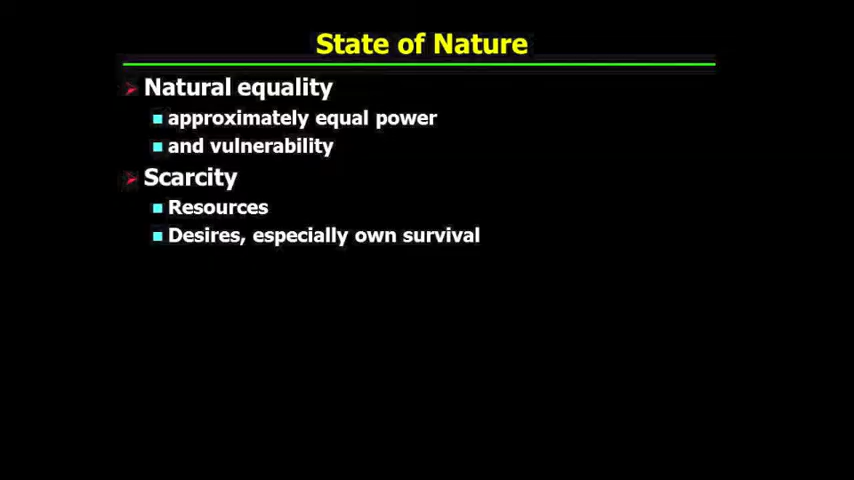 State of Nature
Natural equality
approximately equal power
and vulnerability
Scarcity
Resources
Desires, especially own survival